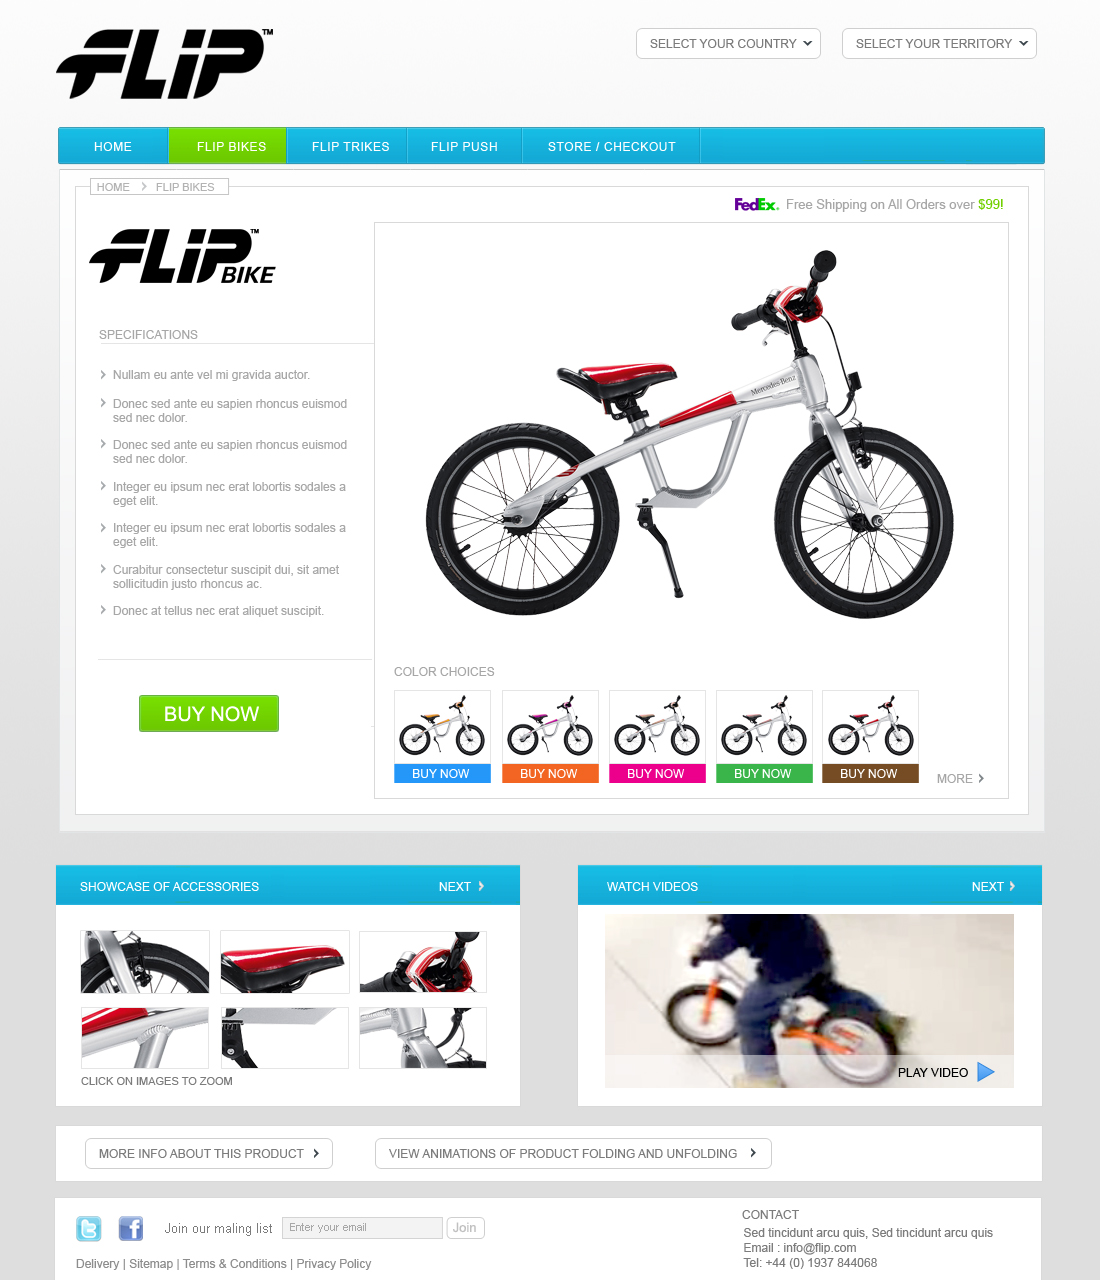 FLIP™
SELECT YOUR COUNTRY
SELECT YOUR TERRITORY
HOME
FLIP BIKES
FLIP TRIKES
FLIP PUSH
STORE / CHECKOUT
HOME
FLIP BIKES
FedEx. Free Shipping on All Orders over $99!
FLIP™ BIKE
SPECIFICATIONS
Nullam eu ante vel mi gravida auctor.
Donec sed ante eu sapien rhoncus euismod
sed nec dolor.
Donec sed ante eu sapien rhoncus euismod
sed nec dolor.
Integer eu ipsum nec erat lobortis sodales a
eget elit.
Integer eu ipsum nec erat lobortis sodales a
eget elit.
Curabitur consectetur suscipit dui, sit amet
sollicitudin justo rhoncus ac.
Donec at tellus nec erat aliquet suscipit.
BUY NOW
Mercedes-Benz
COLOR CHOICES
BUY NOW
BUY NOW
BUY NOW
BUY NOW
BUY NOW
MORE
SHOWCASE OF ACCESSORIES
NEXT
CLICK ON IMAGES TO ZOOM
WATCH VIDEOS
NEXT
PLAY VIDEO
MORE INFO ABOUT THIS PRODUCT
VIEW ANIMATIONS OF PRODUCT FOLDING AND UNFOLDING
Join our maling list
Enter your email
Join
Delivery | Sitemap | Terms & Conditions | Privacy Policy
CONTACT
Sed tincidunt arcu quis, Sed tincidunt arcu quis
Email : info@flip.com
Tel: +44 (0) 1937 844068